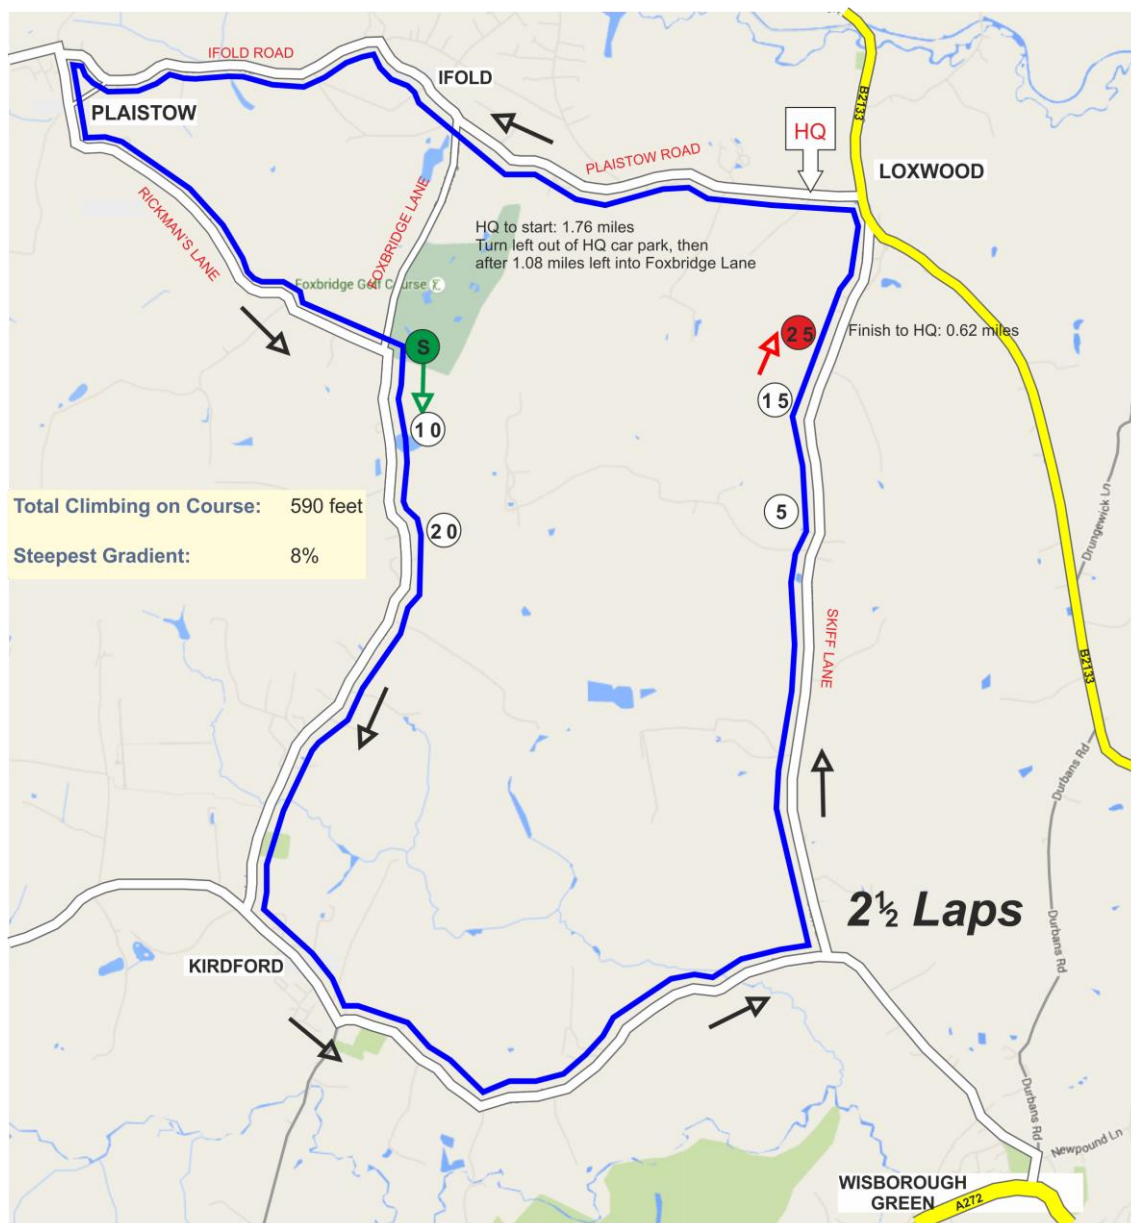 IFOLD ROAD
IFOLD
B2133
PLAISTOW
HQ
PLAISTOW ROAD
LOXWOOD
RICKMAN'S LANE
FOXBRIDGE LANE
HQ to start: 1.76 miles
Turn left out of HQ car park, then
after 1.08 miles left into Foxbridge Lane
Foxbridge Golf Course
S
25
Finish to HQ: 0.62 miles
15
10
Total Climbing on Course: 590 feet
5
20
Drungewick Ln
Steepest Gradient: 8%
SKIFF LANE
B2133
Durbans Rd
2½ Laps
Durbans Rd
KIRDFORD
Durbans Rd
Newpound Ln
WISBOROUGH
GREEN
A272